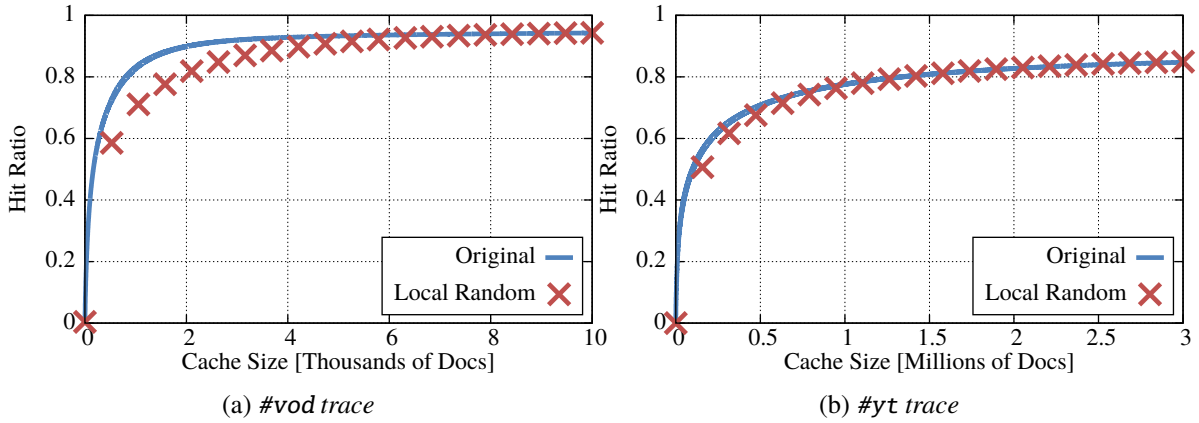 1
0.8
0.6
0.4
0.2
0
Hit Ratio
Original
Local Random
0 2 4 6 8 10
Cache Size [Thousands of Docs]
(a) #vod trace
1
0.8
0.6
0.4
0.2
0
Hit Ratio
Original
Local Random
0 0.5 1 1.5 2 2.5 3
Cache Size [Millions of Docs]
(b) #yt trace